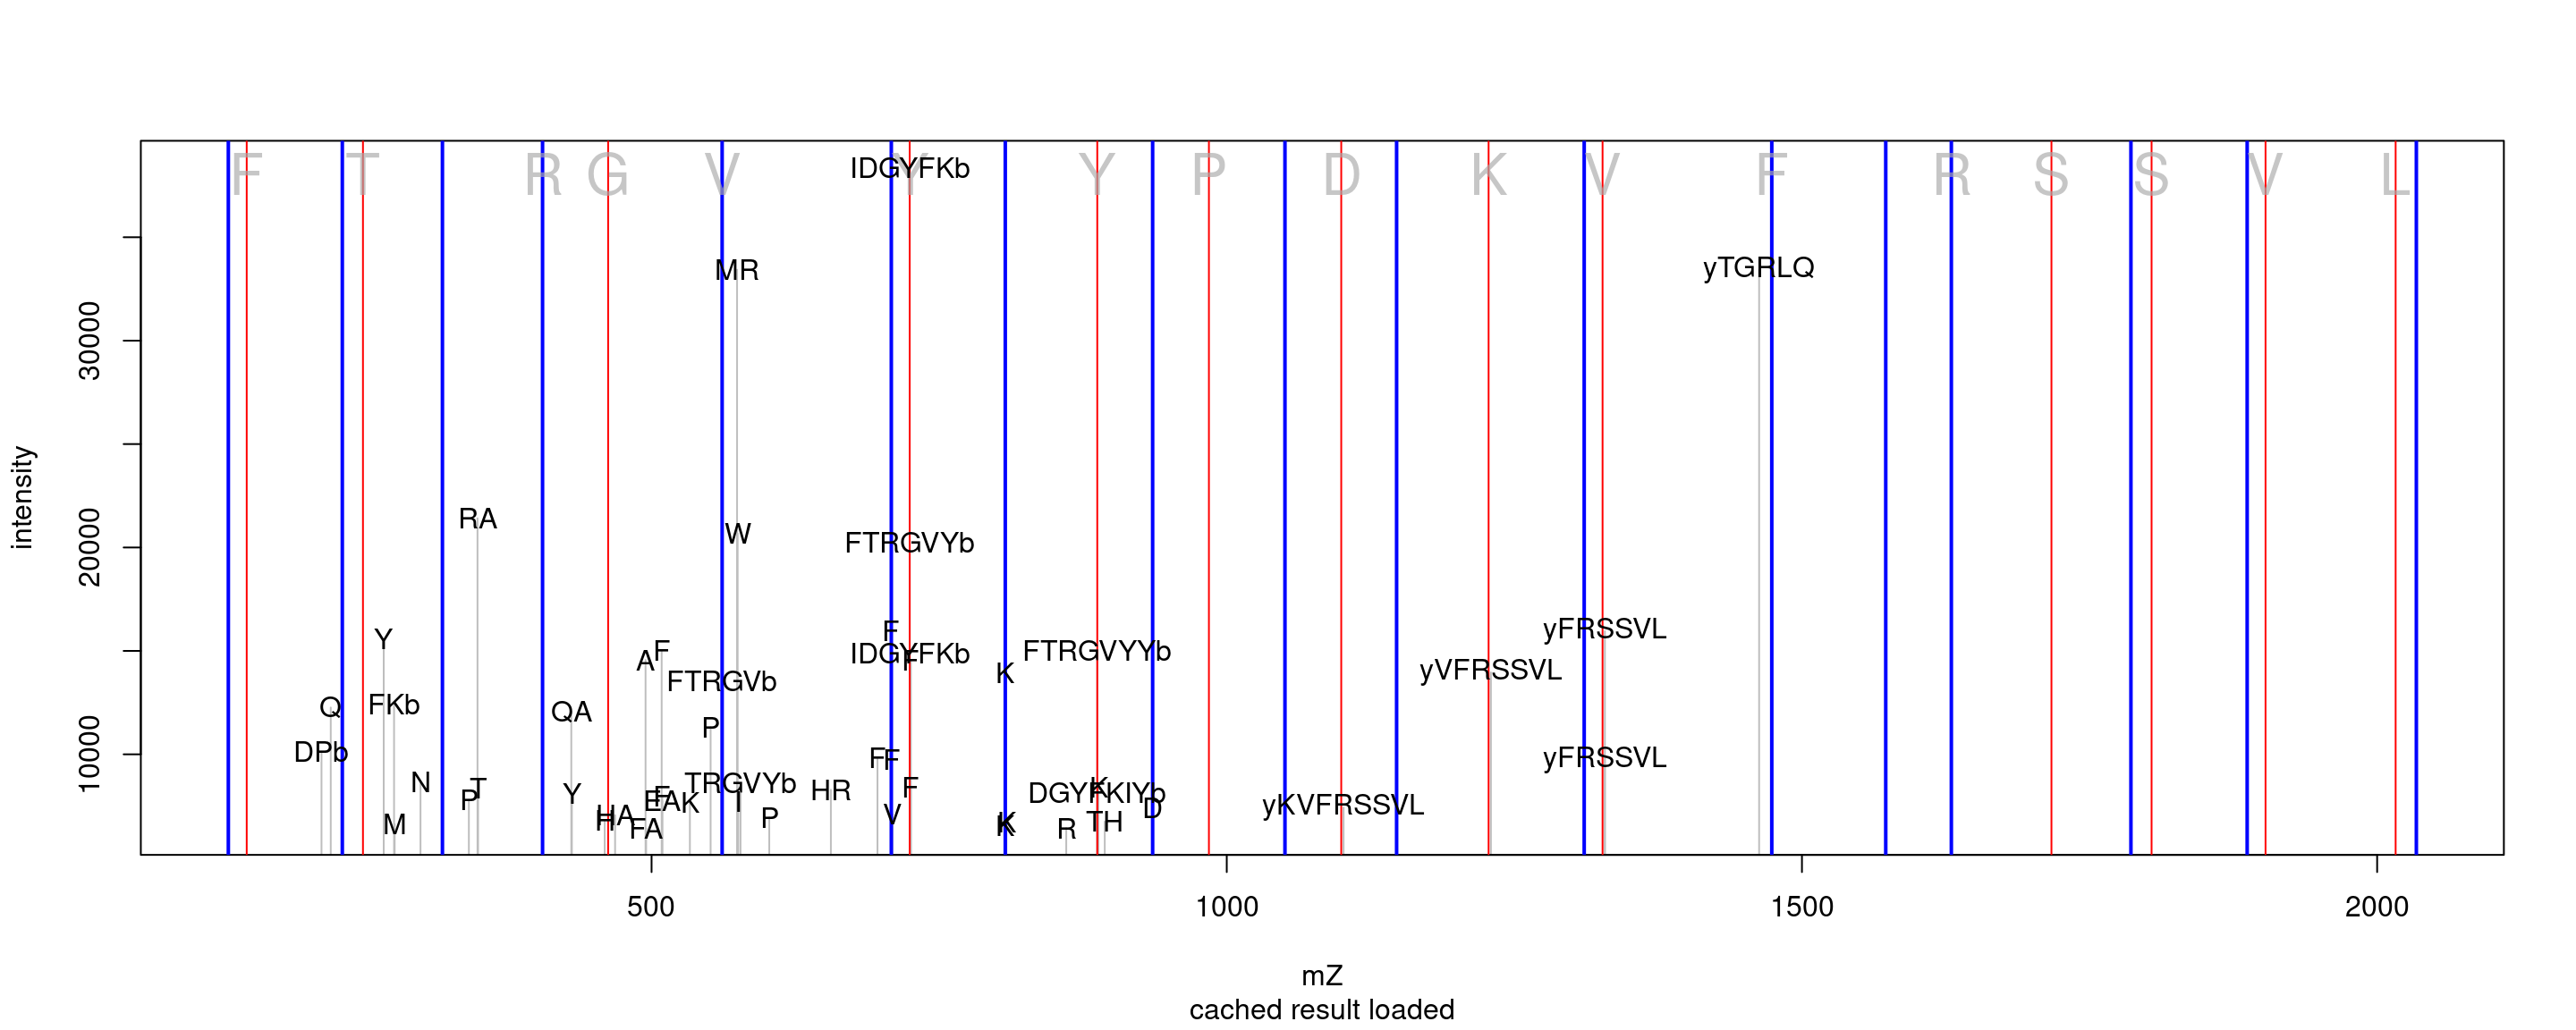 F T R G V Y Y P D K V F R S S V L
IDGYFKb
MR
yTGRLQ
RA
W
FTRGVYb
Y
F
yFRSSVL
A
F
IDGYFKb
F
FTRGVYYb
K
yVFRSSVL
FTRGVb
Q
FKb
QA
P
DPb
F
F
yFRSSVL
N
T
TRGVYb
HR
F
K
P
Y
F
EAK
I
DGYFKIYb
D
yKVFRSSVL
M
H
HA
FA
P
V
K
K
R
TH
intensity
10000
20000
30000
500
1000
1500
2000
mZ
cached result loaded